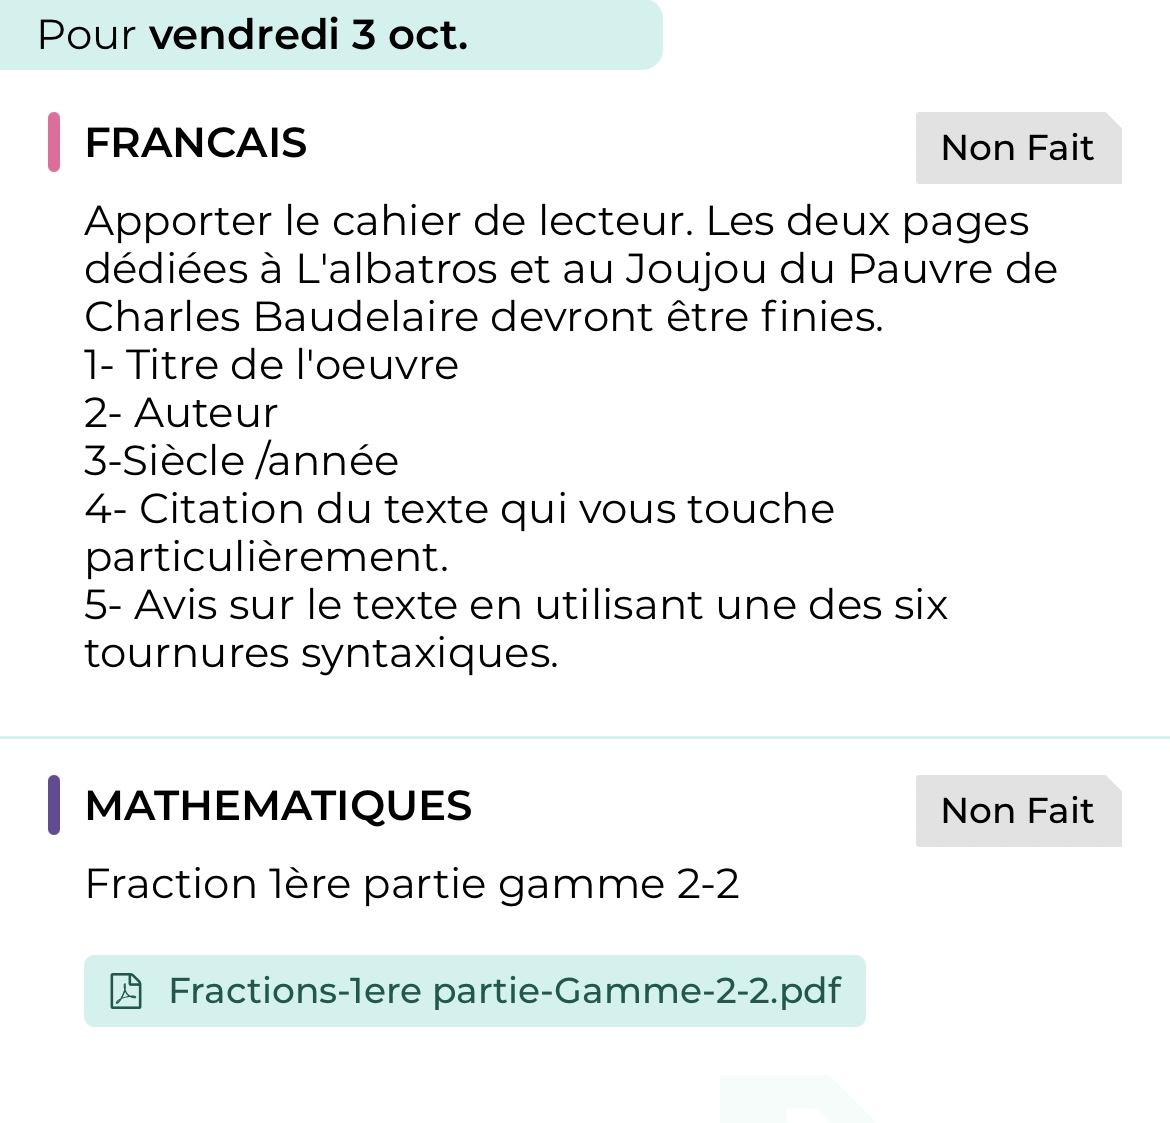 Pour vendredi 3 oct.
FRANCAIS
Non Fait
Apporter le cahier de lecteur. Les deux pages
dédiées à L'albatros et au Joujou du Pauvre de
Charles Baudelaire devront être finies.
1- Titre de l'oeuvre
2- Auteur
3-Siècle /année
4- Citation du texte qui vous touche
particulièrement.
5- Avis sur le texte en utilisant une des six
tournures syntaxiques.
MATHEMATIQUES
Non Fait
Fraction 1ère partie gamme 2-2
Fractions-1ere partie-Gamme-2-2.pdf